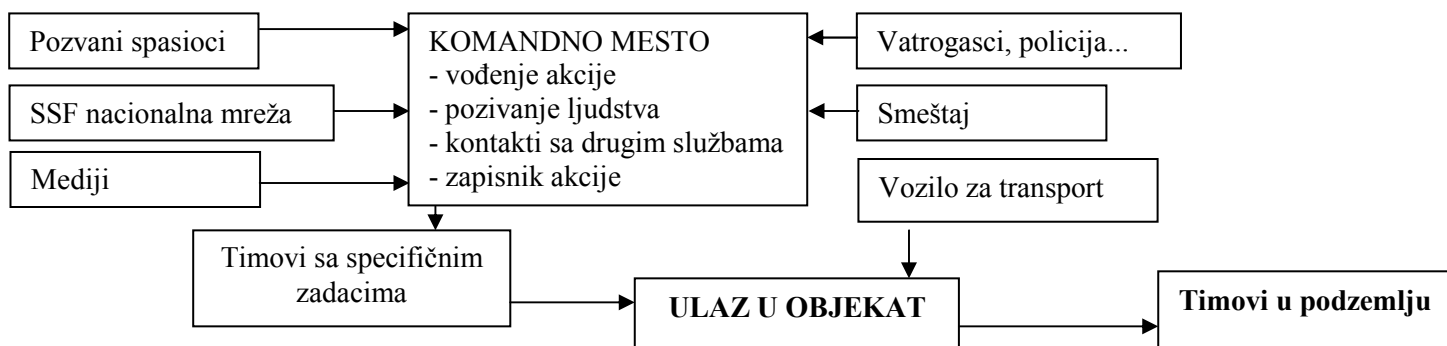 Pozvani spasioci
SSF nacionalna mreža
Mediji
KOMANDNO MESTO
- vođenje akcije
- pozivanje ljudstva
- kontakti sa drugim službama
- zapisnik akcije
Vatrogasci, policija...
Smeštaj
Vozilo za transport
Timovi sa specifičnim
zadacima
ULAZ U OBJEKAT
Timovi u podzemlju